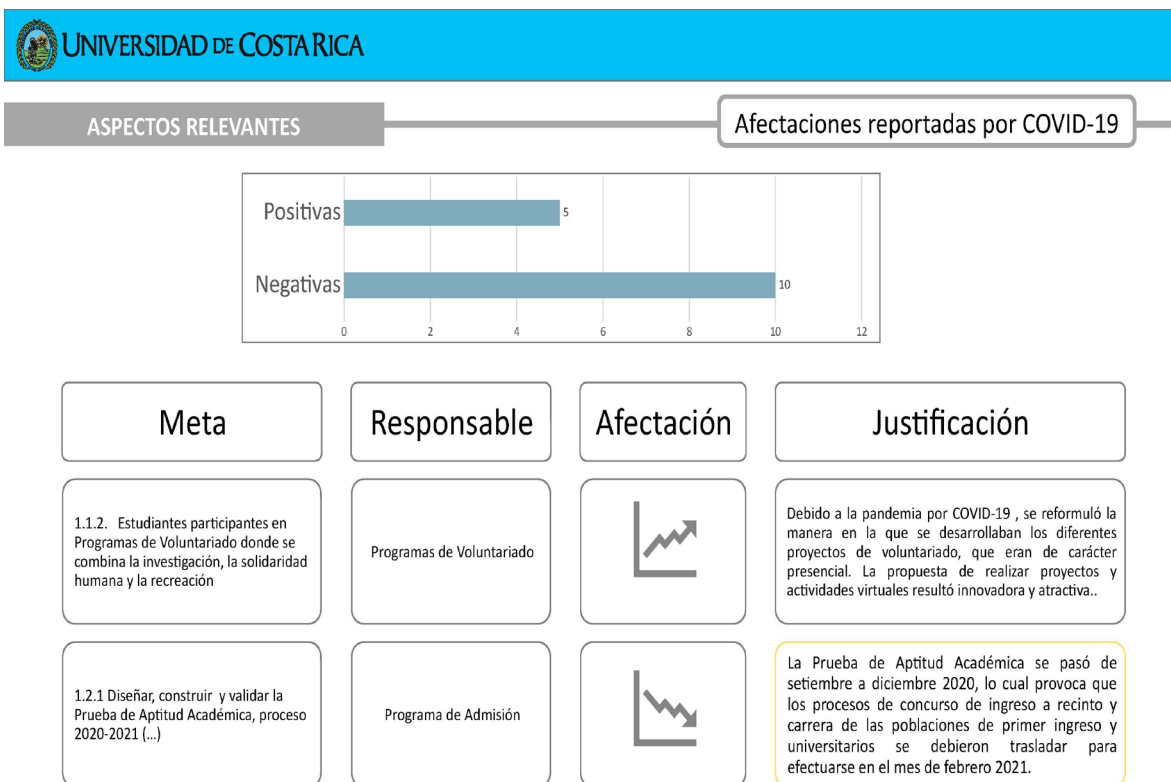 UNIVERSIDAD DE COSTA RICA
ASPECTOS RELEVANTES
Afectaciones reportadas por COVID-19
Positivas
5
Negativas
10
0 2 4 6 8 10 12
Meta
Responsable
Afectación
Justificación
1.1.2. Estudiantes participantes en
Programas de Voluntariado donde se
combina la investigación, la solidaridad
humana y la recreación
Programas de Voluntariado
Debido a la pandemia por COVID-19 , se reformuló la
manera en la que se desarrollaban los diferentes
proyectos de voluntariado, que eran de carácter
presencial. La propuesta de realizar proyectos y
actividades virtuales resultó innovadora y atractiva..
1.2.1 Diseñar, construir y validar la
Prueba de Aptitud Académica, proceso
2020-2021 (...)
Programa de Admisión
La Prueba de Aptitud Académica se pasó de
setiembre a diciembre 2020, lo cual provoca que
los procesos de concurso de ingreso a recinto y
carrera de las poblaciones de primer ingreso y
universitarios se debieron trasladar para
efectuarse en el mes de febrero 2021.